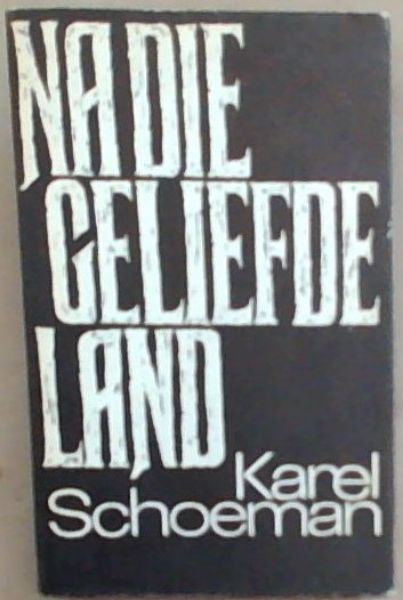 NA DIE
GELIEFDE
LAND
Karel
Schoeman